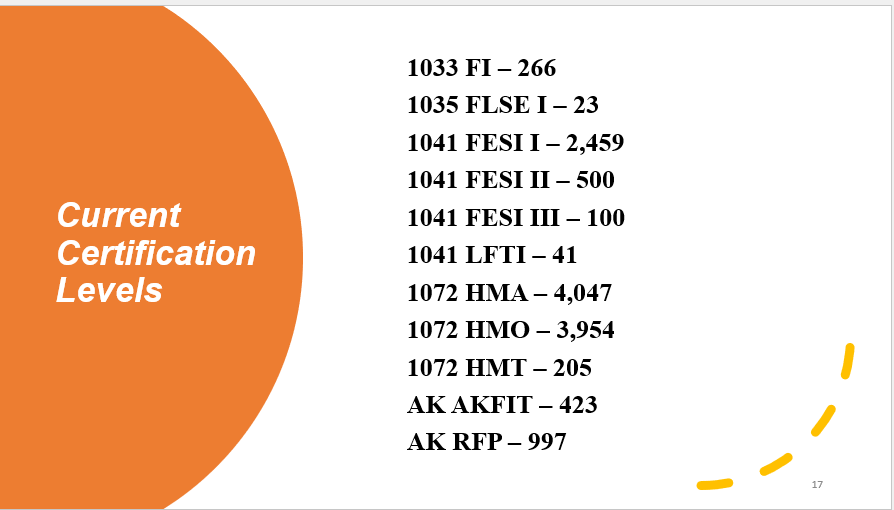 Current
Certification
Levels
1033 FI – 266
1035 FLSE I – 23
1041 FESI I – 2,459
1041 FESI II – 500
1041 FESI III – 100
1041 LFTI – 41
1072 HMA – 4,047
1072 HMO – 3,954
1072 HMT – 205
AK AKFIT – 423
AK RFP – 997
17